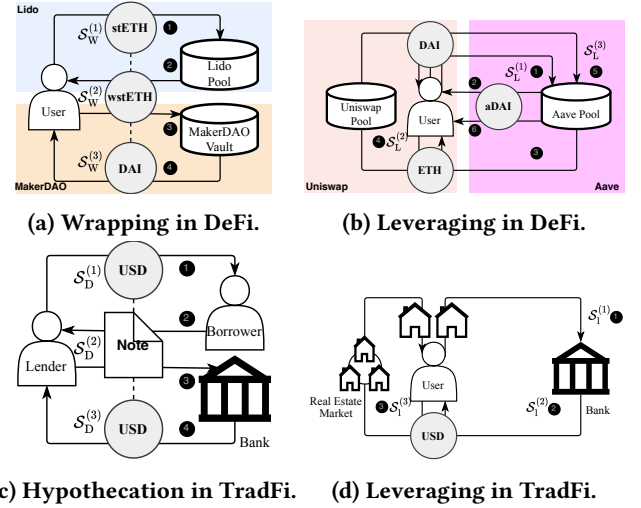 Lido
S_W^(1)
stETH
1
2
Lido
Pool
User
S_W^(2)
wstETH
3
MakerDAO
Vault
S_W^(3)
DAI
4
MakerDAO
(a) Wrapping in DeFi.
DAI
S_L^(3)
S_L^(1)
1
5
2
Uniswap
Pool
User
aDAI
Aave Pool
4
S_L^(2)
6
3
ETH
Uniswap
Aave
(b) Leveraging in DeFi.
S_D^(1)
USD
1
2
Borrower
S_D^(2)
Note
Lender
3
S_D^(3)
USD
4
Bank
c) Hypothecation in TradFi.
S_l^(1)
1
User
Real Estate
Market
3
S_l^(3)
S_l^(2)
2
Bank
USD
(d) Leveraging in TradFi.